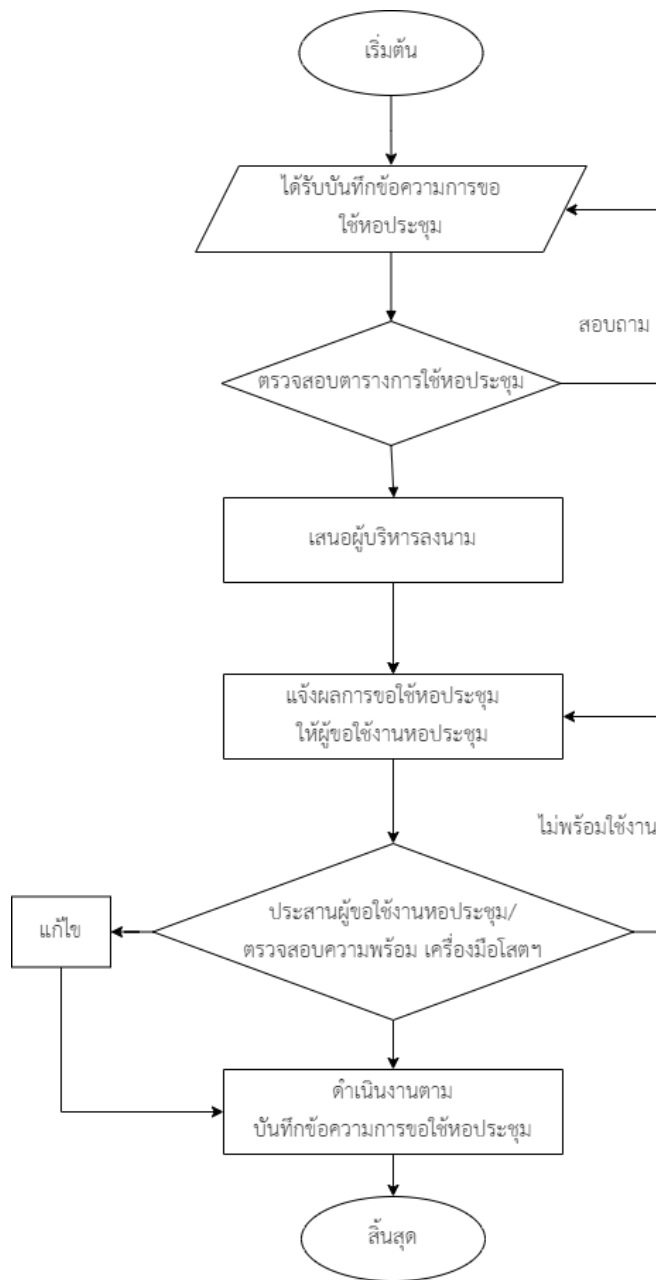 เริ่มต้น
ได้รับบันทึกข้อความการขอ
ใช้หอประชุม
สอบถาม
ตรวจสอบตารางการใช้หอประชุม
เสนอผู้บริหารลงนาม
แจ้งผลการขอใช้หอประชุม
ให้ผู้ขอใช้งานหอประชุม
ไม่พร้อมใช้งาน
ประสานผู้ขอใช้งานหอประชุม/
แก้ไข
ตรวจสอบความพร้อม เครื่องมือโสตฯ
ดำเนินงานตาม
บันทึกข้อความการขอใช้หอประชุม
สิ้นสุด